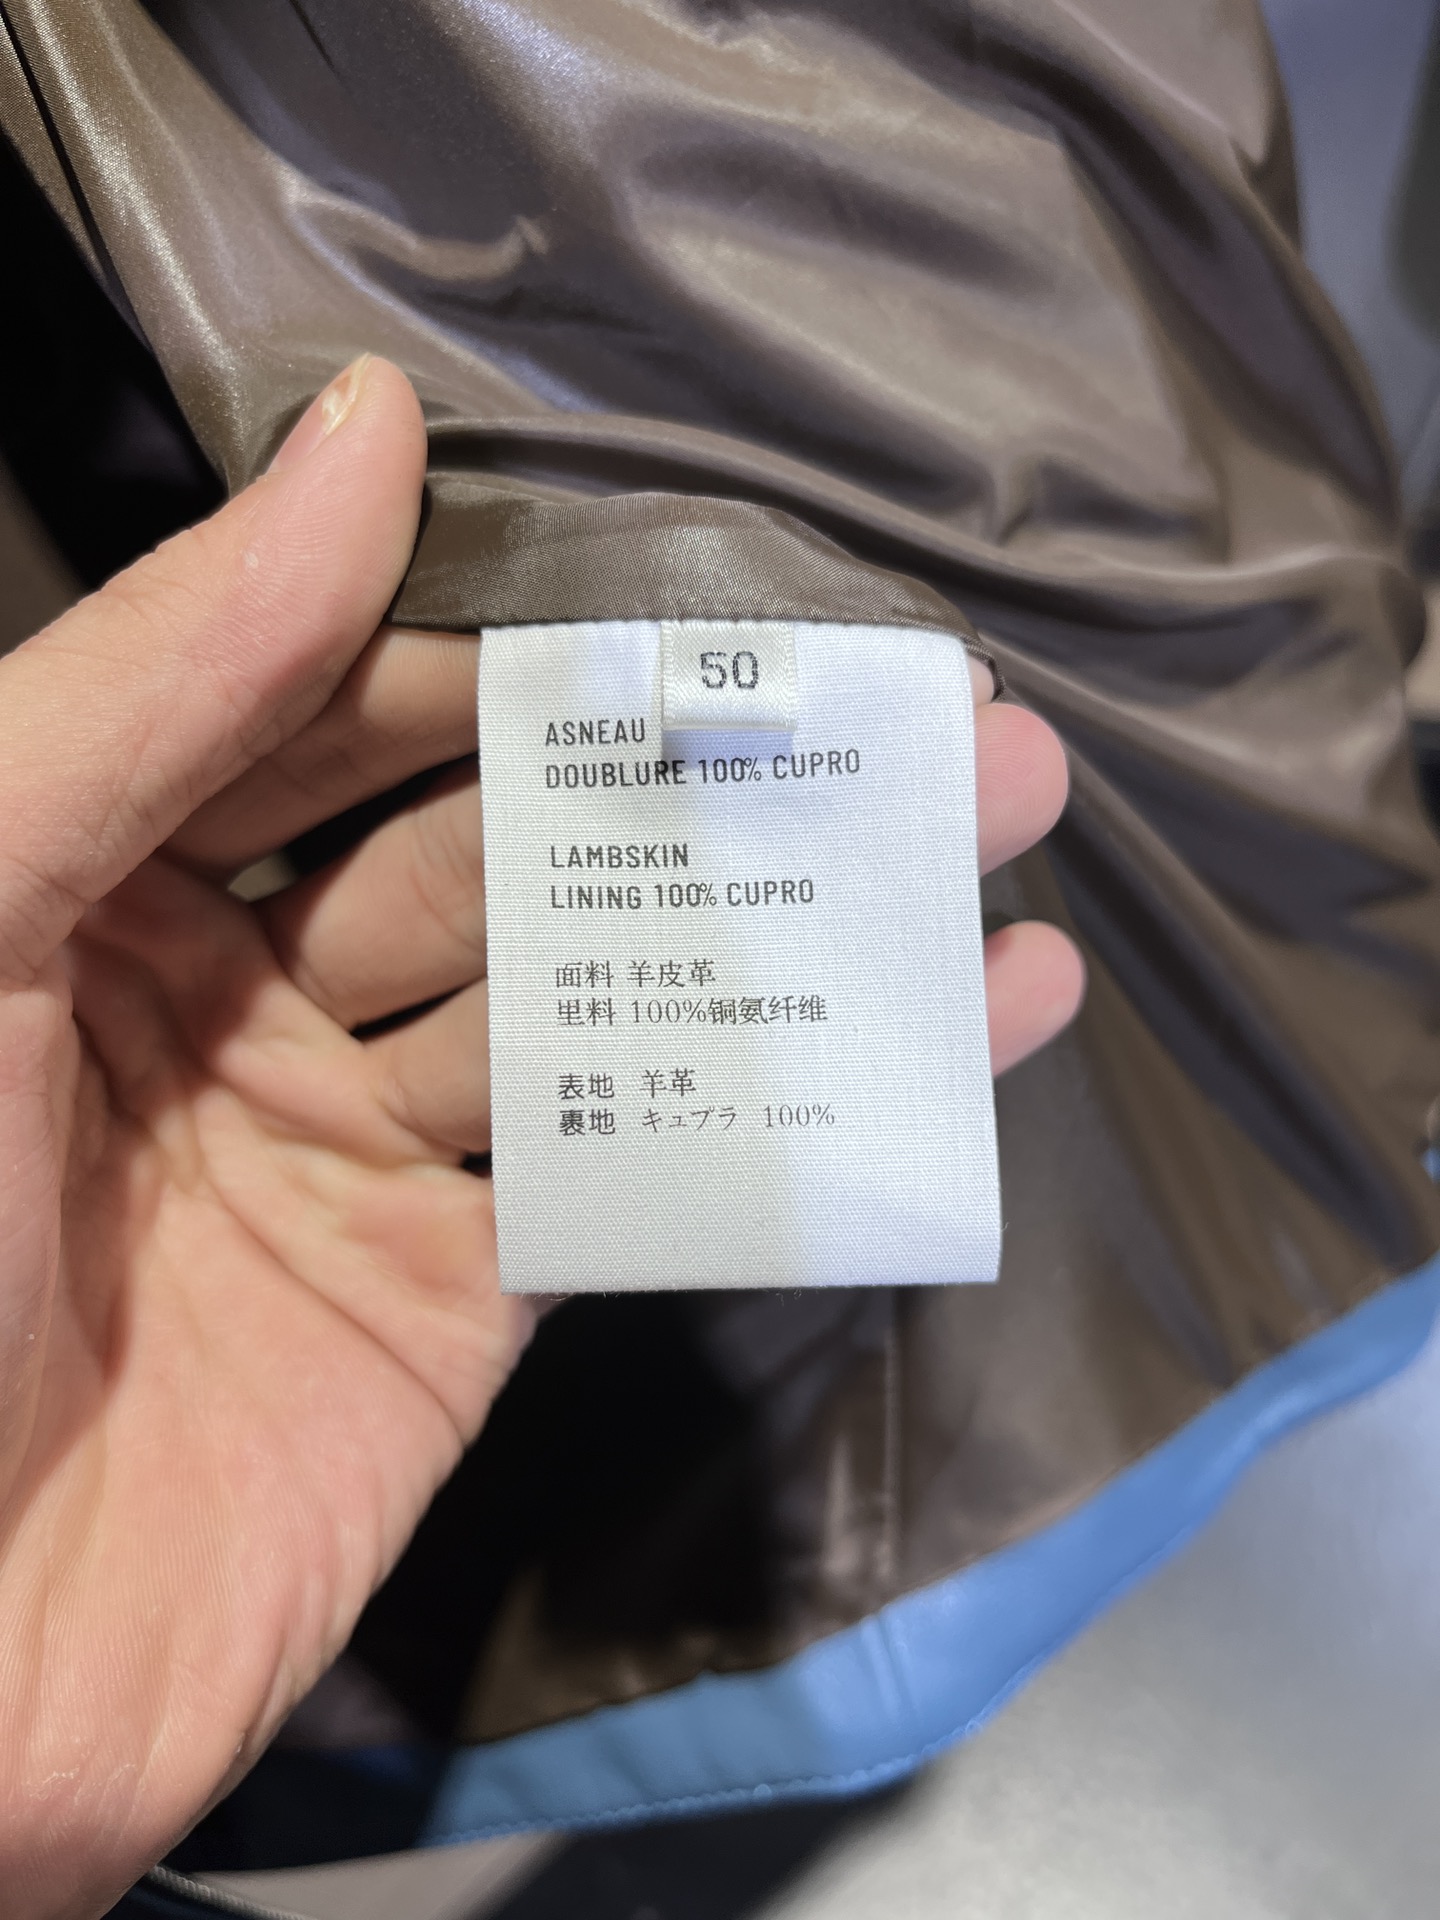 50
ASNEAU
DOUBLURE 100% CUPRO
LAMBSKIN
LINING 100% CUPRO
面料 羊皮革
里料 100%铜氨纤维
表地 羊革
裏地 キュプラ 100%